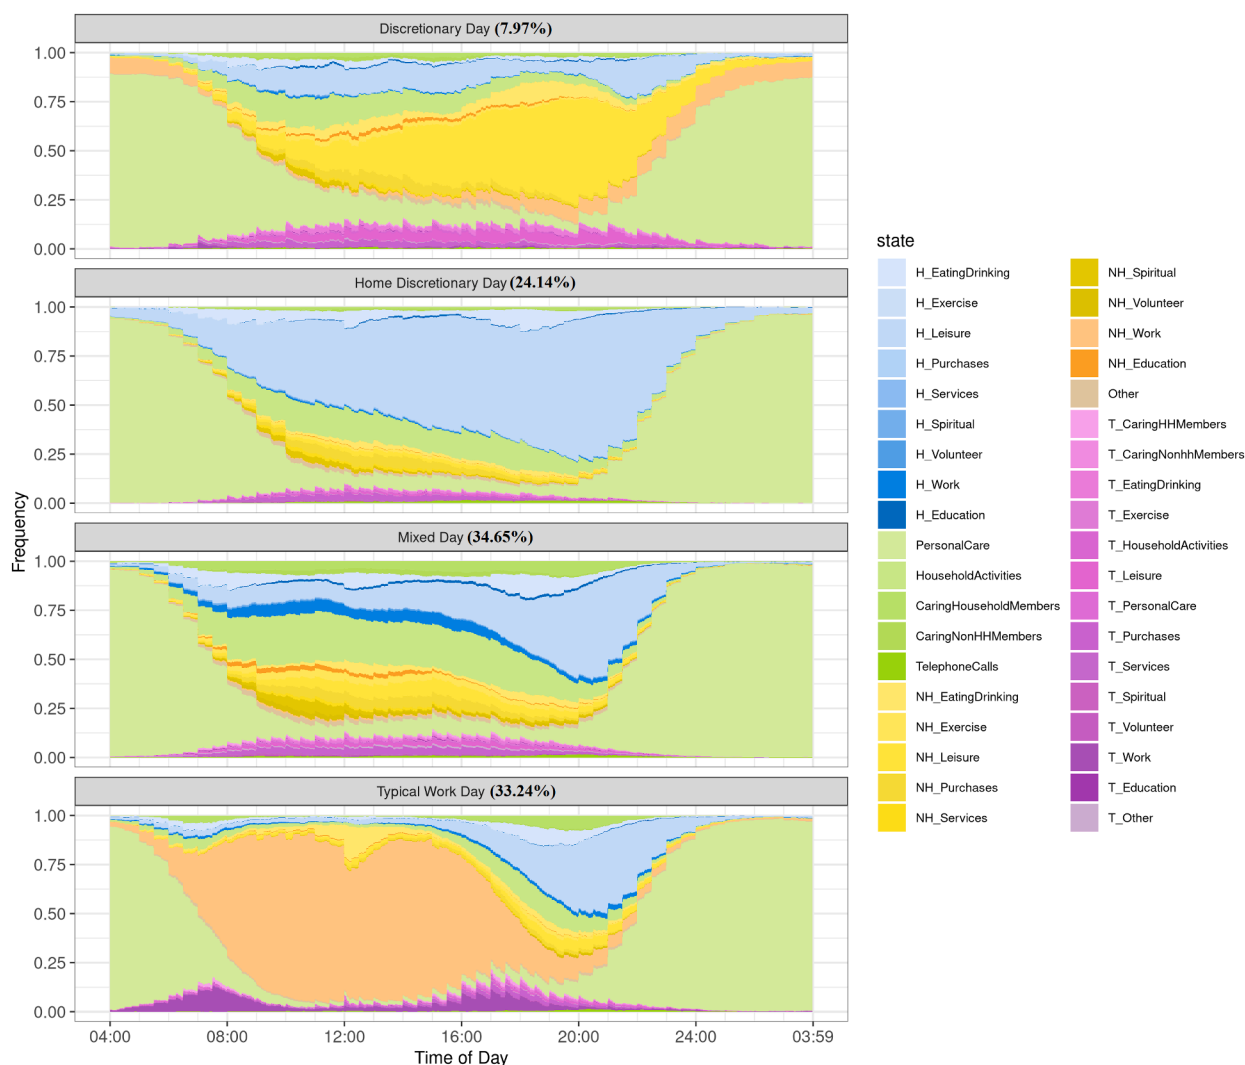 Discretionary Day (7.97%)
1.00
0.75
0.50
0.25
0.00
Home Discretionary Day (24.14%)
1.00
0.75
0.50
0.25
0.00
Mixed Day (34.65%)
1.00
0.75
0.50
0.25
0.00
Typical Work Day (33.24%)
1.00
0.75
0.50
0.25
0.00
Frequency
04:00 08:00 12:00 16:00 20:00 24:00 03:59
Time of Day
state
H_EatingDrinking
H_Exercise
H_Leisure
H_Purchases
H_Services
H_Spiritual
H_Volunteer
H_Work
H_Education
PersonalCare
HouseholdActivities
CaringHouseholdMembers
CaringNonHHMembers
TelephoneCalls
NH_EatingDrinking
NH_Exercise
NH_Leisure
NH_Purchases
NH_Services
NH_Spiritual
NH_Volunteer
NH_Work
NH_Education
Other
T_CaringHHMembers
T_CaringNonhhMembers
T_EatingDrinking
T_Exercise
T_HouseholdActivities
T_Leisure
T_PersonalCare
T_Purchases
T_Services
T_Spiritual
T_Volunteer
T_Work
T_Education
T_Other